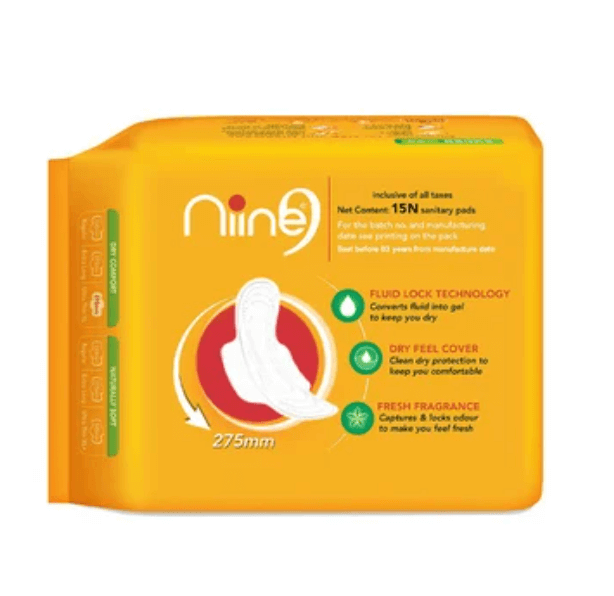 Niine9
inclusive of all taxes
Net Content: 15N sanitary pads
For the batch no. and manufacturing
date see printing on the pack
Best before 03 years from manufacture date
FLUID LOCK TECHNOLOGY
Converts fluid into gel
to keep you dry
DRY FEEL COVER
Clean dry protection to
keep you comfortable
FRESH FRAGRANCE
Captures & locks odour
to make you feel fresh
275mm
DRY COMFORT
NATURALLY SOFT